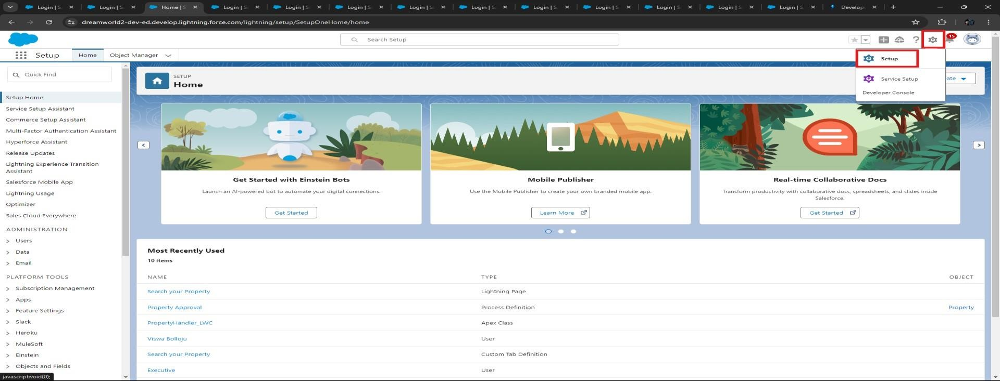 Login | S
Login | S
Home | S
Login | S
Login | S
Login | S
Login | S
Login | S
Login | S
Login | S
Login | S
Login | S
Login | S
Develop
dreamworld2-dev-ed.develop.lightning.force.com/lightning/setup/SetupOneHome/home
Search Setup
15
Setup
Home
Object Manager
Setup
Service Setup
Developer Console
eate
Quick Find
Setup Home
Service Setup Assistant
Commerce Setup Assistant
Multi-Factor Authentication Assistant
Hyperforce Assistant
Release Updates
Lightning Experience Transition
Assistant
Salesforce Mobile App
Lightning Usage
Optimizer
Sales Cloud Everywhere
ADMINISTRATION
Users
Data
Email
PLATFORM TOOLS
Subscription Management
Apps
Feature Settings
Slack
Heroku
MuleSoft
Einstein
Objects and Fields
javascript:void(0);
SETUP
Home
Get Started with Einstein Bots
Launch an AI-powered bot to automate your digital connections.
Get Started
Mobile Publisher
Use the Mobile Publisher to create your own branded mobile app.
Learn More
Real-time Collaborative Docs
Transform productivity with collaborative docs, spreadsheets, and slides inside
Salesforce.
Get Started
Most Recently Used
10 items
NAME TYPE OBJECT
Search your Property Lightning Page
Property Approval Process Definition Property
PropertyHandler_LWC Apex Class
Viswa Bolloju User
Search your Property Custom Tab Definition
Executive User